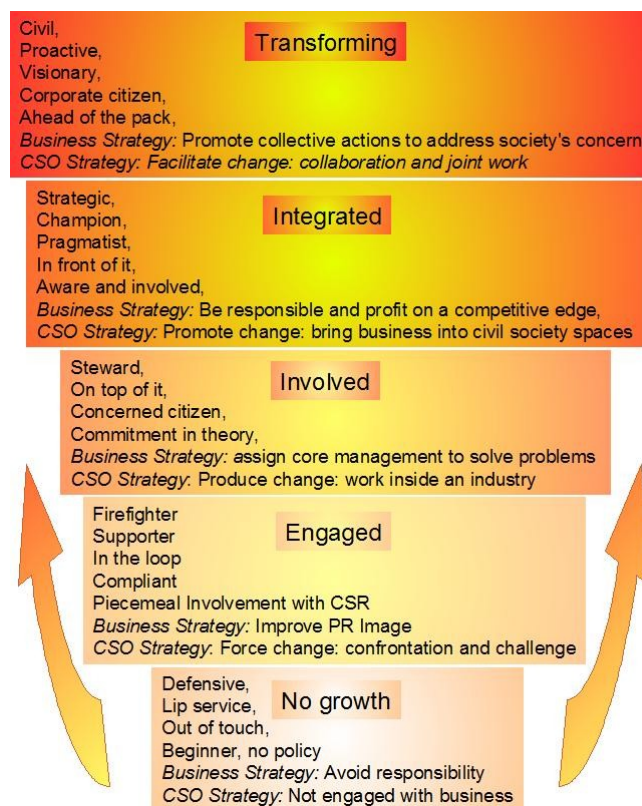 Transforming
Civil,
Proactive,
Visionary,
Corporate citizen,
Ahead of the pack,
Business Strategy: Promote collective actions to address society's concern
CSO Strategy: Facilitate change: collaboration and joint work
Integrated
Strategic,
Champion,
Pragmatist,
In front of it,
Aware and involved,
Business Strategy: Be responsible and profit on a competitive edge,
CSO Strategy: Promote change: bring business into civil society spaces
Involved
Steward,
On top of it,
Concerned citizen,
Commitment in theory,
Business Strategy: assign core management to solve problems
CSO Strategy: Produce change: work inside an industry
Engaged
Firefighter
Supporter
In the loop
Compliant
Piecemeal Involvement with CSR
Business Strategy: Improve PR Image
CSO Strategy: Force change: confrontation and challenge
No growth
Defensive,
Lip service,
Out of touch,
Beginner, no policy
Business Strategy: Avoid responsibility
CSO Strategy: Not engaged with business